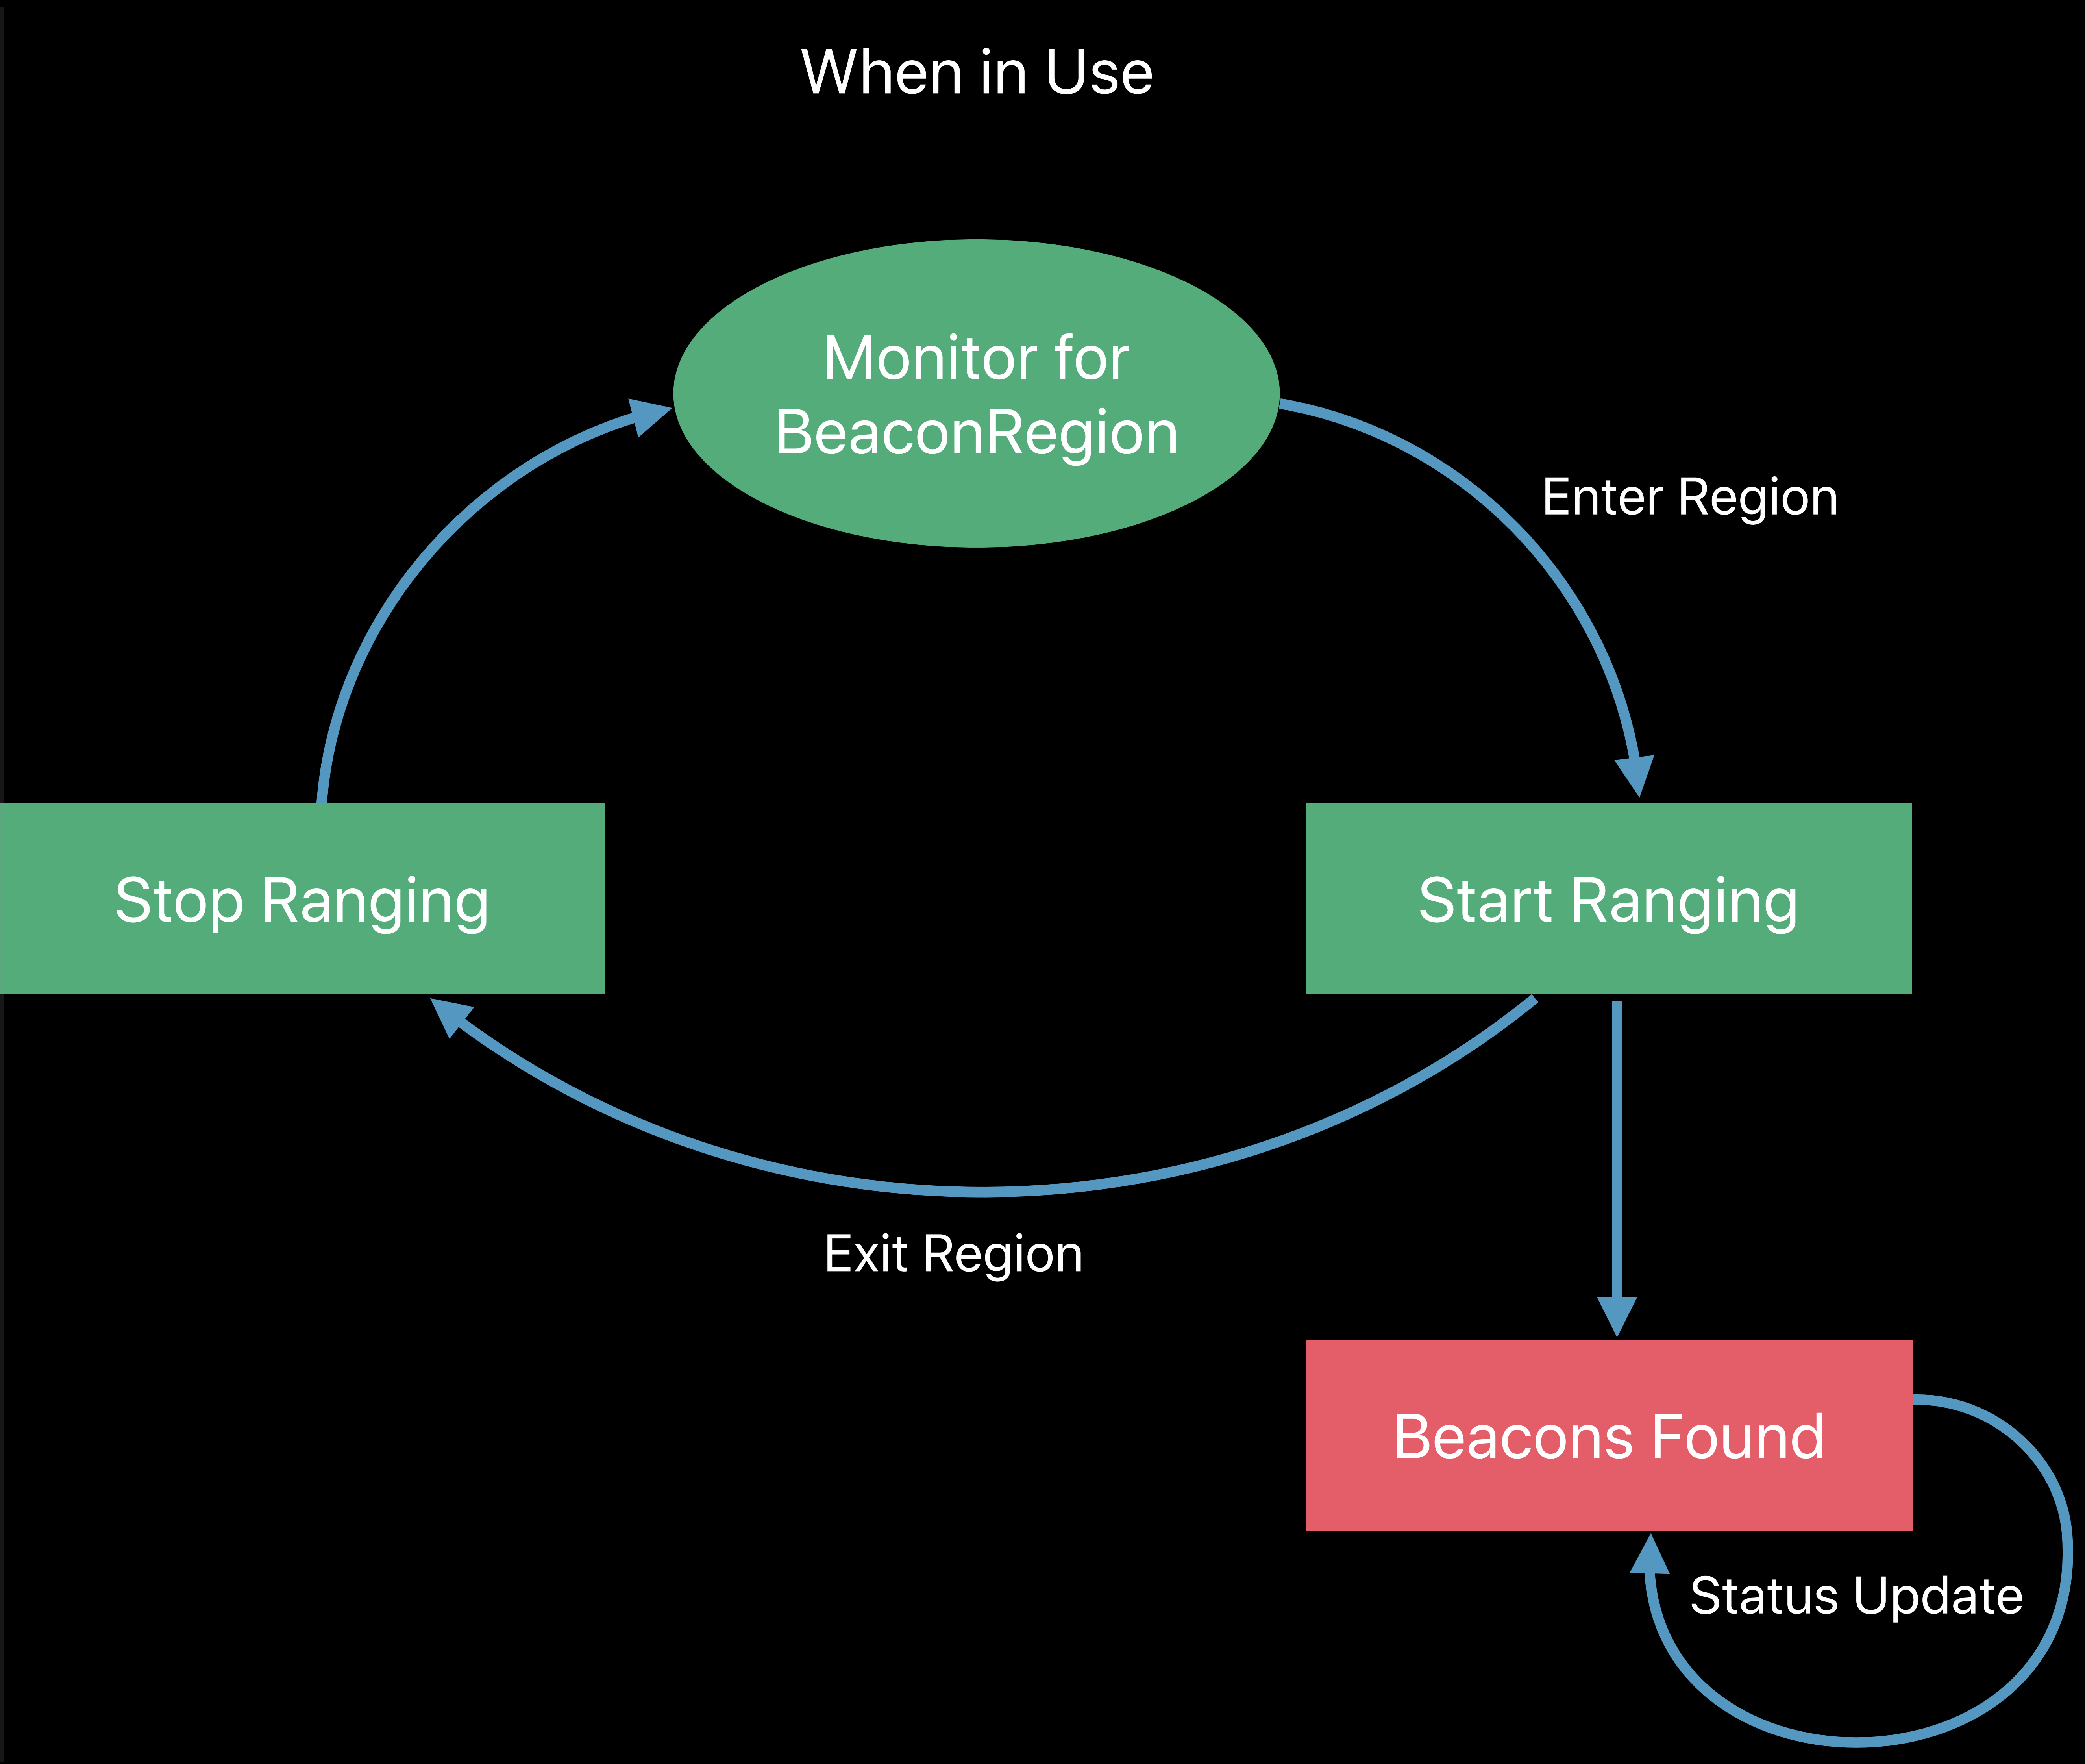 When in Use
Monitor for
BeaconRegion
Enter Region
Stop Ranging
Start Ranging
Exit Region
Beacons Found
Status Update